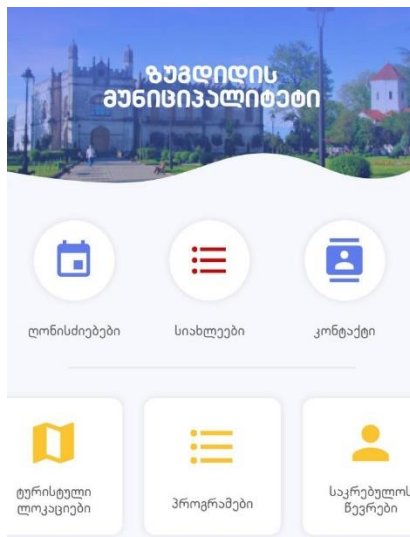 ზუგდიდის
მუნიციპალიტეტი
ღონისძიებები
სიახლეები
კონტაქტი
ტურისტული
ლოკაციები
პროგრამები
საკრებულოს
წევრები